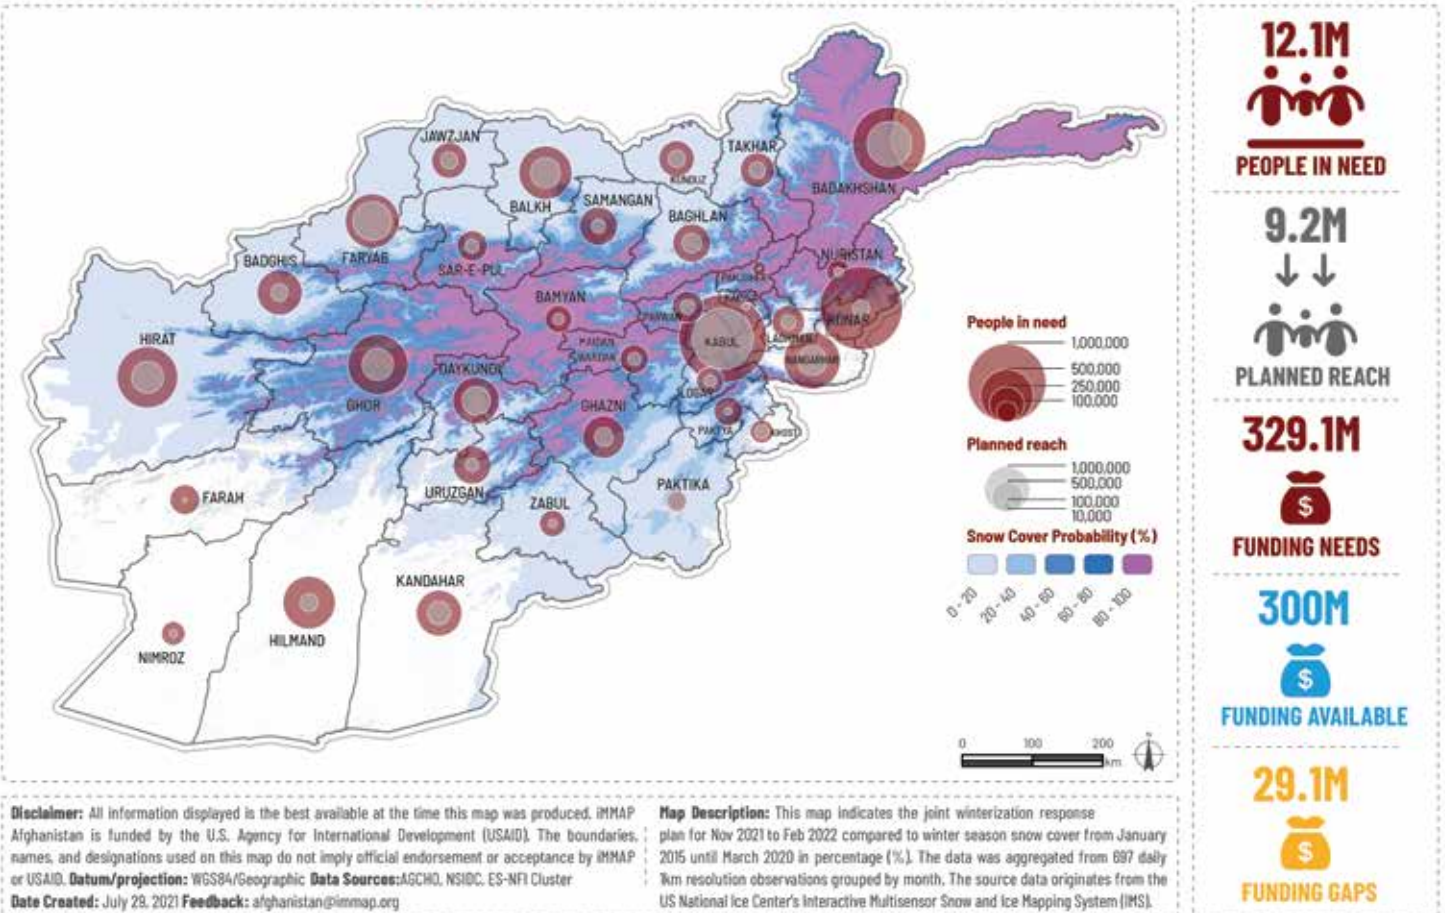 JAWZJAN
BALKH
KUNDUZ
TAKHAR
BADAKHSHAN
SAMANGAN
BAGHLAN
FARYAB
SAR-E-PUL
BADGHIS
NURISTAN
BAMYAN
PARWAN
KABUL
KUNAR
LAGHMAN
NANGARHAR
HIRAT
MAIDAN
WARDAK
DAYKUNDI
GHOR
GHAZNI
LOGAR
PAKTYA
KHOST
FARAH
URUZGAN
ZABUL
PAKTIKA
KANDAHAR
HILMAND
NIMROZ
People in need
1,000,000
500,000
250,000
100,000
Planned reach
1,000,000
500,000
100,000
10,000
Snow Cover Probability (%)
0 - 20
20 - 40
40 - 60
60 - 80
80 - 100
0 100 200
km
N
12.1M
PEOPLE IN NEED
9.2M
PLANNED REACH
329.1M
$
FUNDING NEEDS
300M
$
FUNDING AVAILABLE
29.1M
$
FUNDING GAPS
Disclaimer: All information displayed is the best available at the time this map was produced. iMMAP
Afghanistan is funded by the U.S. Agency for International Development (USAID). The boundaries,
names, and designations used on this map do not imply official endorsement or acceptance by iMMAP
or USAID. Datum/projection: WGS84/Geographic Data Sources:AGCHO, NSIDC, ES-NFI Cluster
Date Created: July 29, 2021 Feedback: afghanistan@immap.org
Map Description: This map indicates the joint winterization response
plan for Nov 2021 to Feb 2022 compared to winter season snow cover from January
2015 until March 2020 in percentage (%). The data was aggregated from 697 daily
1km resolution observations grouped by month. The source data originates from the
US National Ice Center's Interactive Multisensor Snow and Ice Mapping System (IMS).